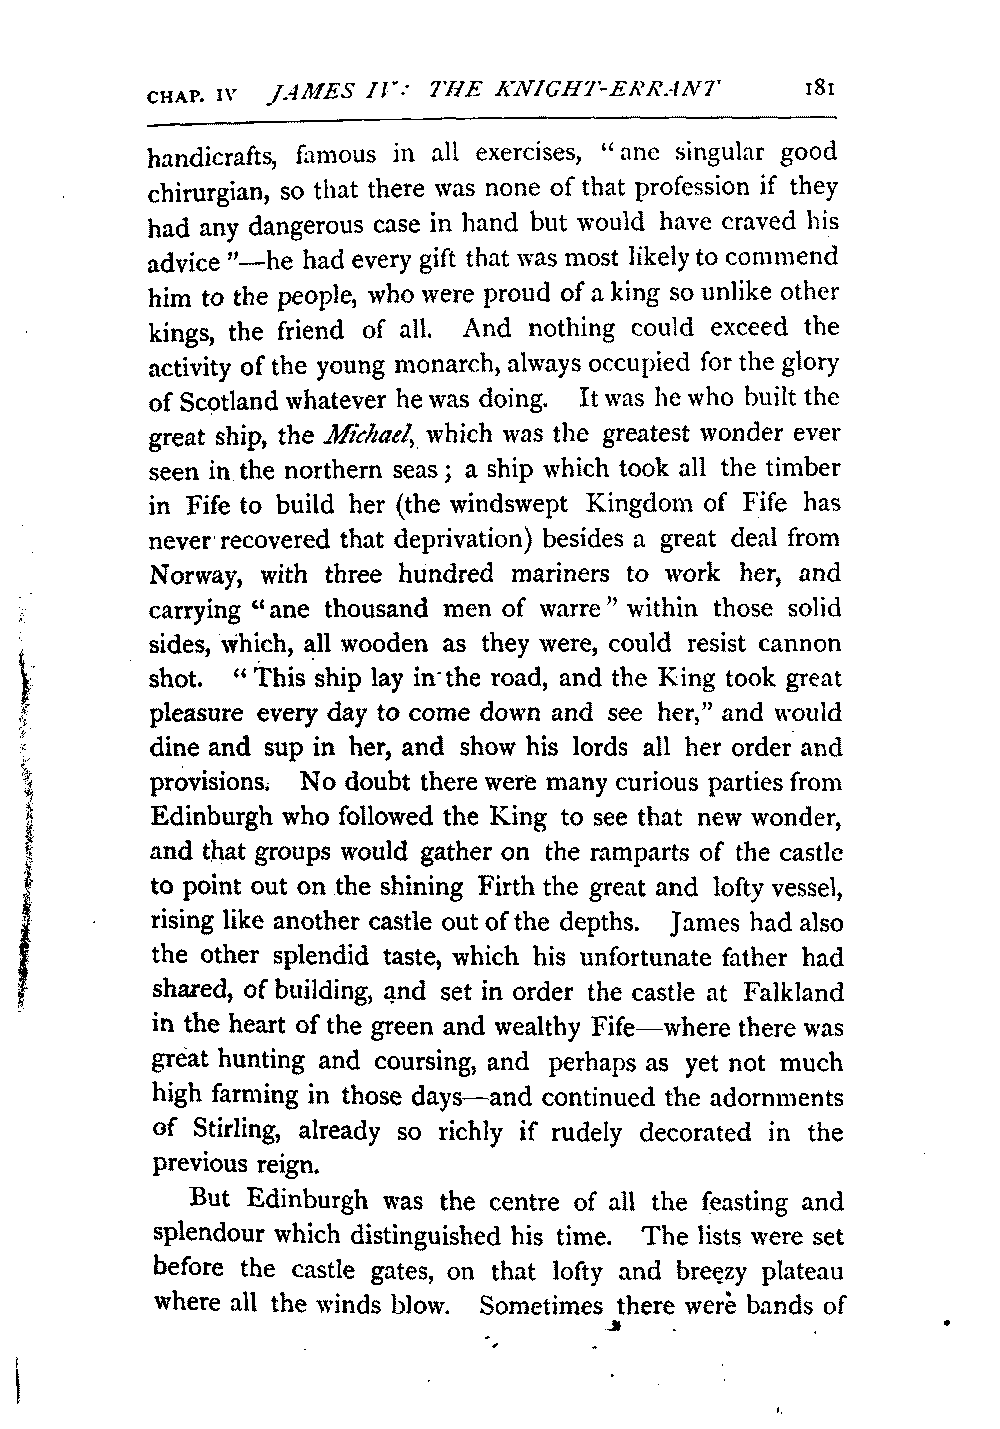 CHAP. IV JAMES IV: THE KNIGHT-ERRANT 181
handicrafts, famous in all exercises, “ane singular good
chirurgian, so that there was none of that profession if they
had any dangerous case in hand but would have craved his
advice”—he had every gift that was most likely to commend
him to the people, who were proud of a king so unlike other
kings, the friend of all. And nothing could exceed the
activity of the young monarch, always occupied for the glory
of Scotland whatever he was doing. It was he who built the
great ship, the Michael, which was the greatest wonder ever
seen in the northern seas; a ship which took all the timber
in Fife to build her (the windswept Kingdom of Fife has
never recovered that deprivation) besides a great deal from
Norway, with three hundred mariners to work her, and
carrying “ane thousand men of warre” within those solid
sides, which, all wooden as they were, could resist cannon
shot. “This ship lay in the road, and the King took great
pleasure every day to come down and see her,” and would
dine and sup in her, and show his lords all her order and
provisions. No doubt there were many curious parties from
Edinburgh who followed the King to see that new wonder,
and that groups would gather on the ramparts of the castle
to point out on the shining Firth the great and lofty vessel,
rising like another castle out of the depths. James had also
the other splendid taste, which his unfortunate father had
shared, of building, and set in order the castle at Falkland
in the heart of the green and wealthy Fife—where there was
great hunting and coursing, and perhaps as yet not much
high farming in those days—and continued the adornments
of Stirling, already so richly if rudely decorated in the
previous reign.
But Edinburgh was the centre of all the feasting and
splendour which distinguished his time. The lists were set
before the castle gates, on that lofty and breezy plateau
where all the winds blow. Sometimes there were bands of